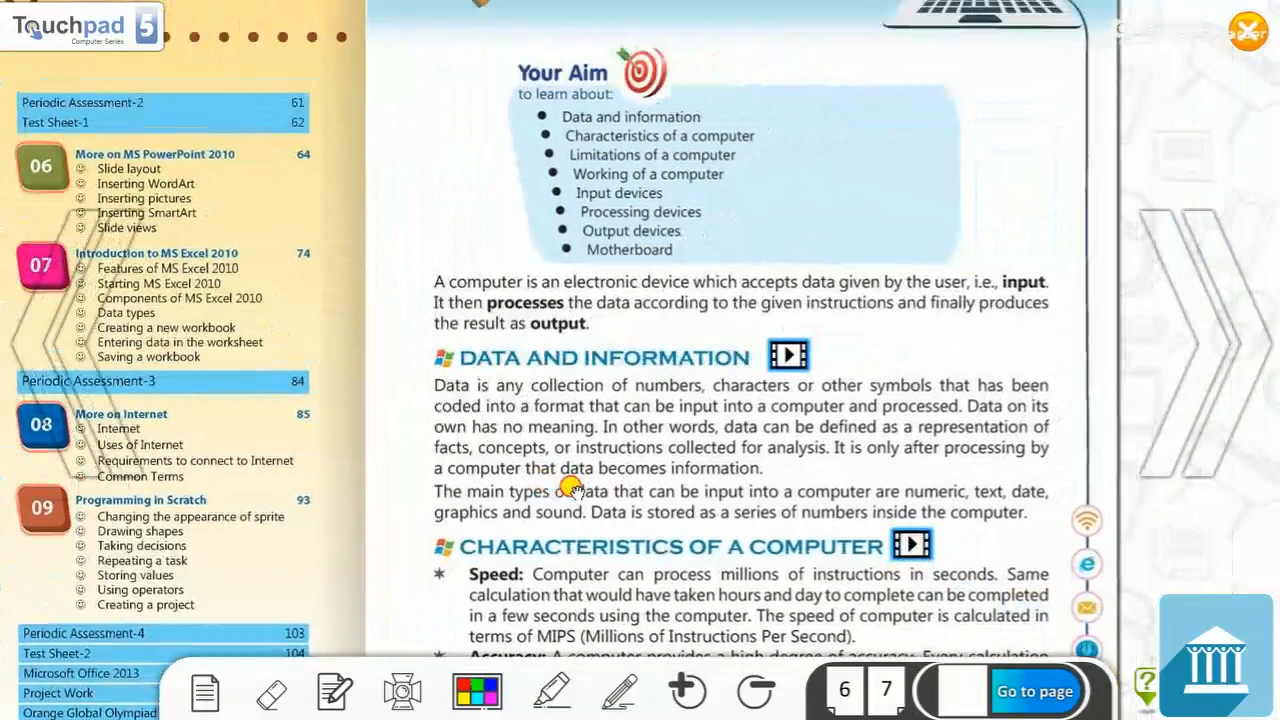 Touchpad 5
Computer Series
Periodic Assessment-2 61
Test Sheet-1 62
06 More on MS PowerPoint 2010 64
Slide layout
Inserting WordArt
Inserting pictures
Inserting SmartArt
Slide views
07 Introduction to MS Excel 2010 74
Features of MS Excel 2010
Starting MS Excel 2010
Components of MS Excel 2010
Data types
Creating a new workbook
Entering data in the worksheet
Saving a workbook
Periodic Assessment-3 84
08 More on Internet 85
Internet
Uses of Internet
Requirements to connect to Internet
Common Terms
09 Programming in Scratch 93
Changing the appearance of sprite
Drawing shapes
Taking decisions
Repeating a task
Storing values
Using operators
Creating a project
Periodic Assessment-4 103
Test Sheet-2 104
Microsoft Office 2013
Project Work
Orange Global Olympiad
Your Aim
to learn about:
Data and information
Characteristics of a computer
Limitations of a computer
Working of a computer
Input devices
Processing devices
Output devices
Motherboard
A computer is an electronic device which accepts data given by the user, i.e., input.
It then processes the data according to the given instructions and finally produces
the result as output.
DATA AND INFORMATION
Data is any collection of numbers, characters or other symbols that has been
coded into a format that can be input into a computer and processed. Data on its
own has no meaning. In other words, data can be defined as a representation of
facts, concepts, or instructions collected for analysis. It is only after processing by
a computer that data becomes information.
The main types of data that can be input into a computer are numeric, text, date,
graphics and sound. Data is stored as a series of numbers inside the computer.
CHARACTERISTICS OF A COMPUTER
* Speed: Computer can process millions of instructions in seconds. Same
calculation that would have taken hours and day to complete can be completed
in a few seconds using the computer. The speed of computer is calculated in
terms of MIPS (Millions of Instructions Per Second).
* Accuracy: A computer provides a high degree of accuracy. Every calculation
6 7 Go to page